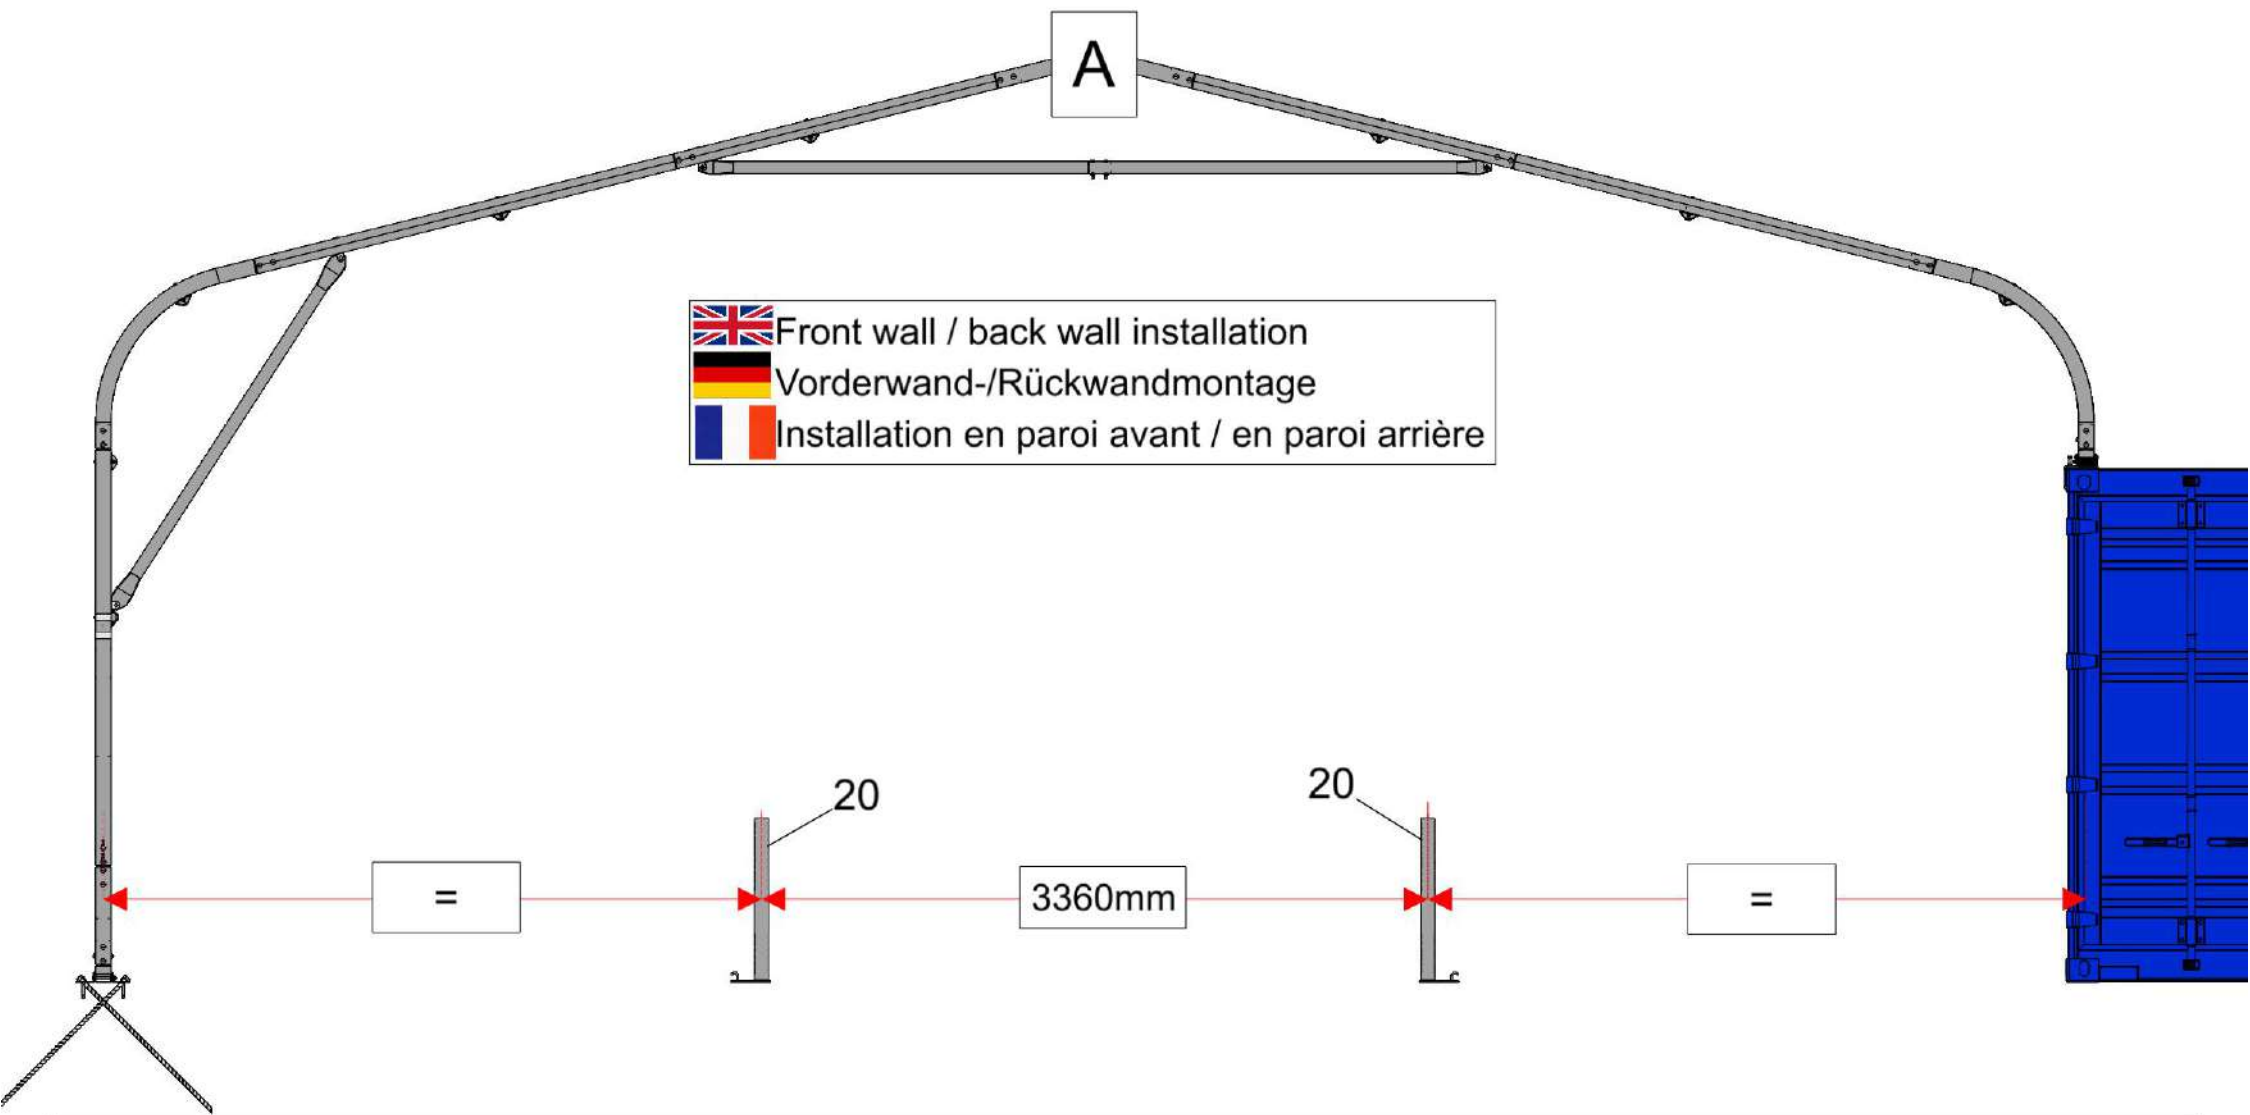 A
Front wall / back wall installation
Vorderwand-/Rückwandmontage
Installation en paroi avant / en paroi arrière
20
20
=
3360mm
=